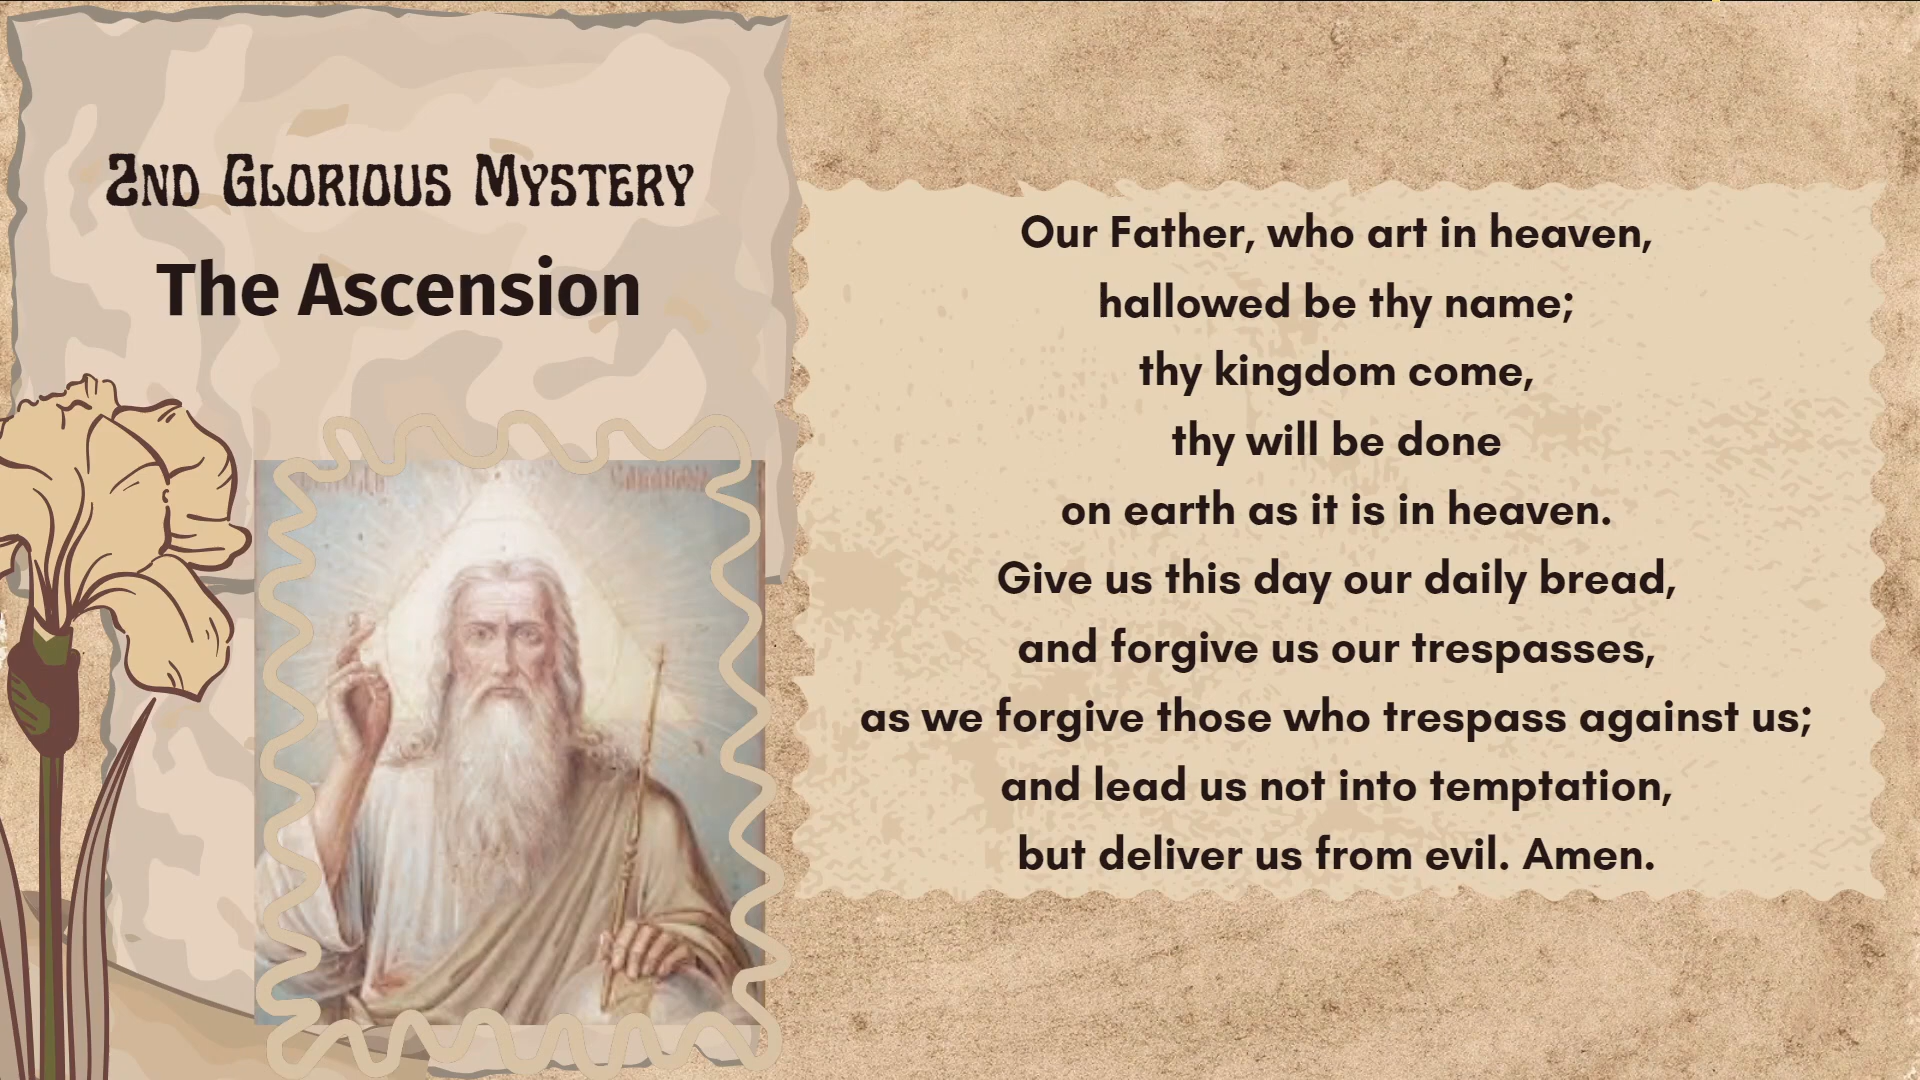 2nd Glorious Mystery
The Ascension
Our Father, who art in heaven,
hallowed be thy name;
thy kingdom come,
thy will be done
on earth as it is in heaven.
Give us this day our daily bread,
and forgive us our trespasses,
as we forgive those who trespass against us;
and lead us not into temptation,
but deliver us from evil. Amen.